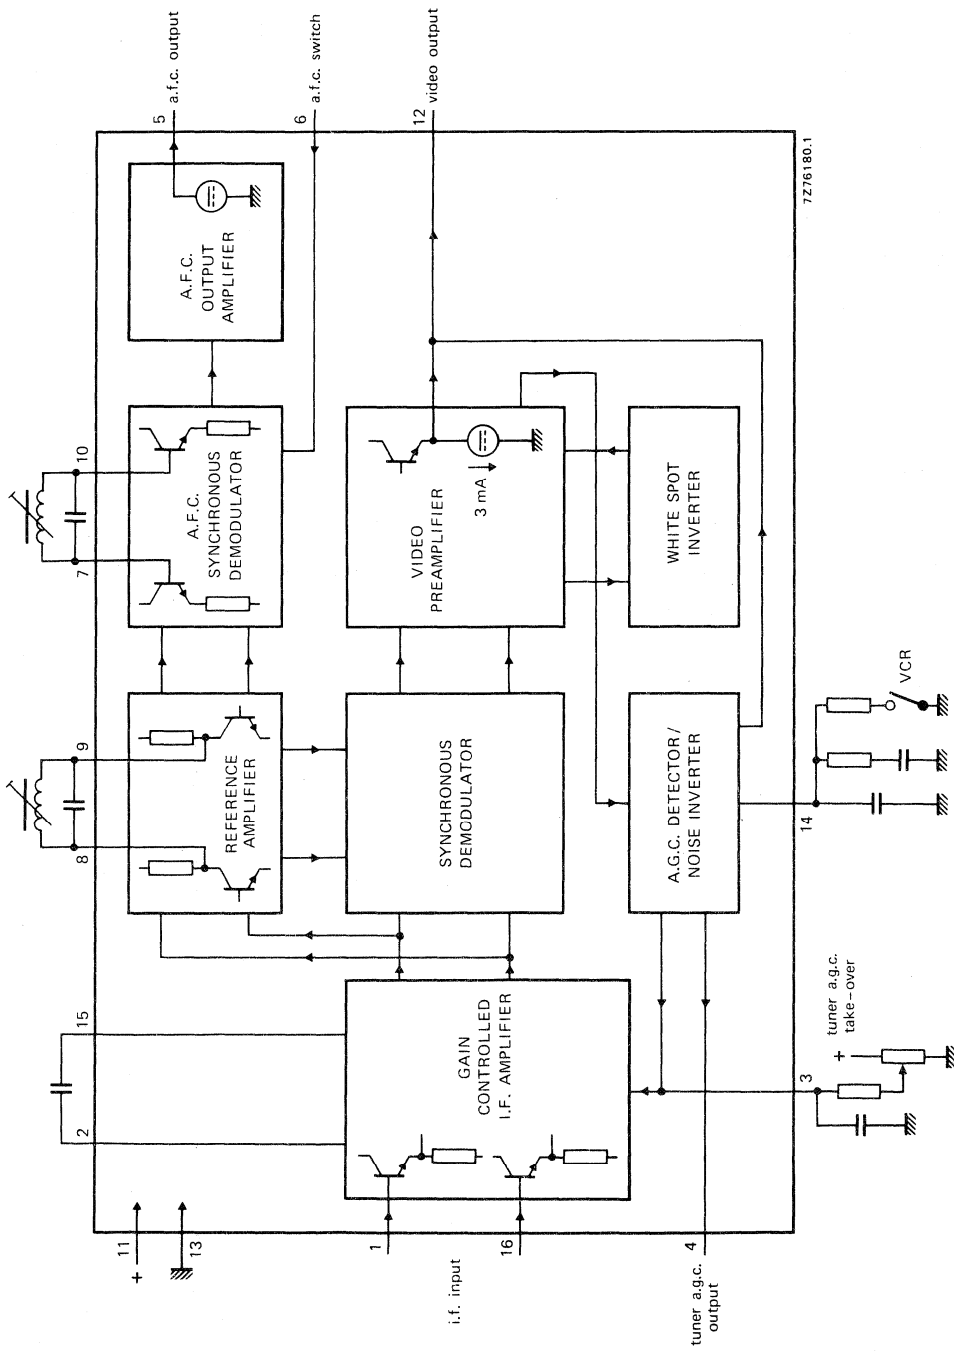 2
15
8
9
7
10
11
+
13
REFERENCE
AMPLIFIER
A.F.C.
SYNCHRONOUS
DEMODULATOR
A.F.C.
OUTPUT
AMPLIFIER
5
a.f.c. output
6
a.f.c. switch
1
i.f. input
16
GAIN
CONTROLLED
I.F. AMPLIFIER
SYNCHRONOUS
DEMODULATOR
VIDEO
PREAMPLIFIER
3 mA
12
video output
A.G.C. DETECTOR/
NOISE INVERTER
WHITE SPOT
INVERTER
4
tuner a.g.c.
output
3
+
tuner a.g.c.
take-over
14
VCR
7Z76180.1